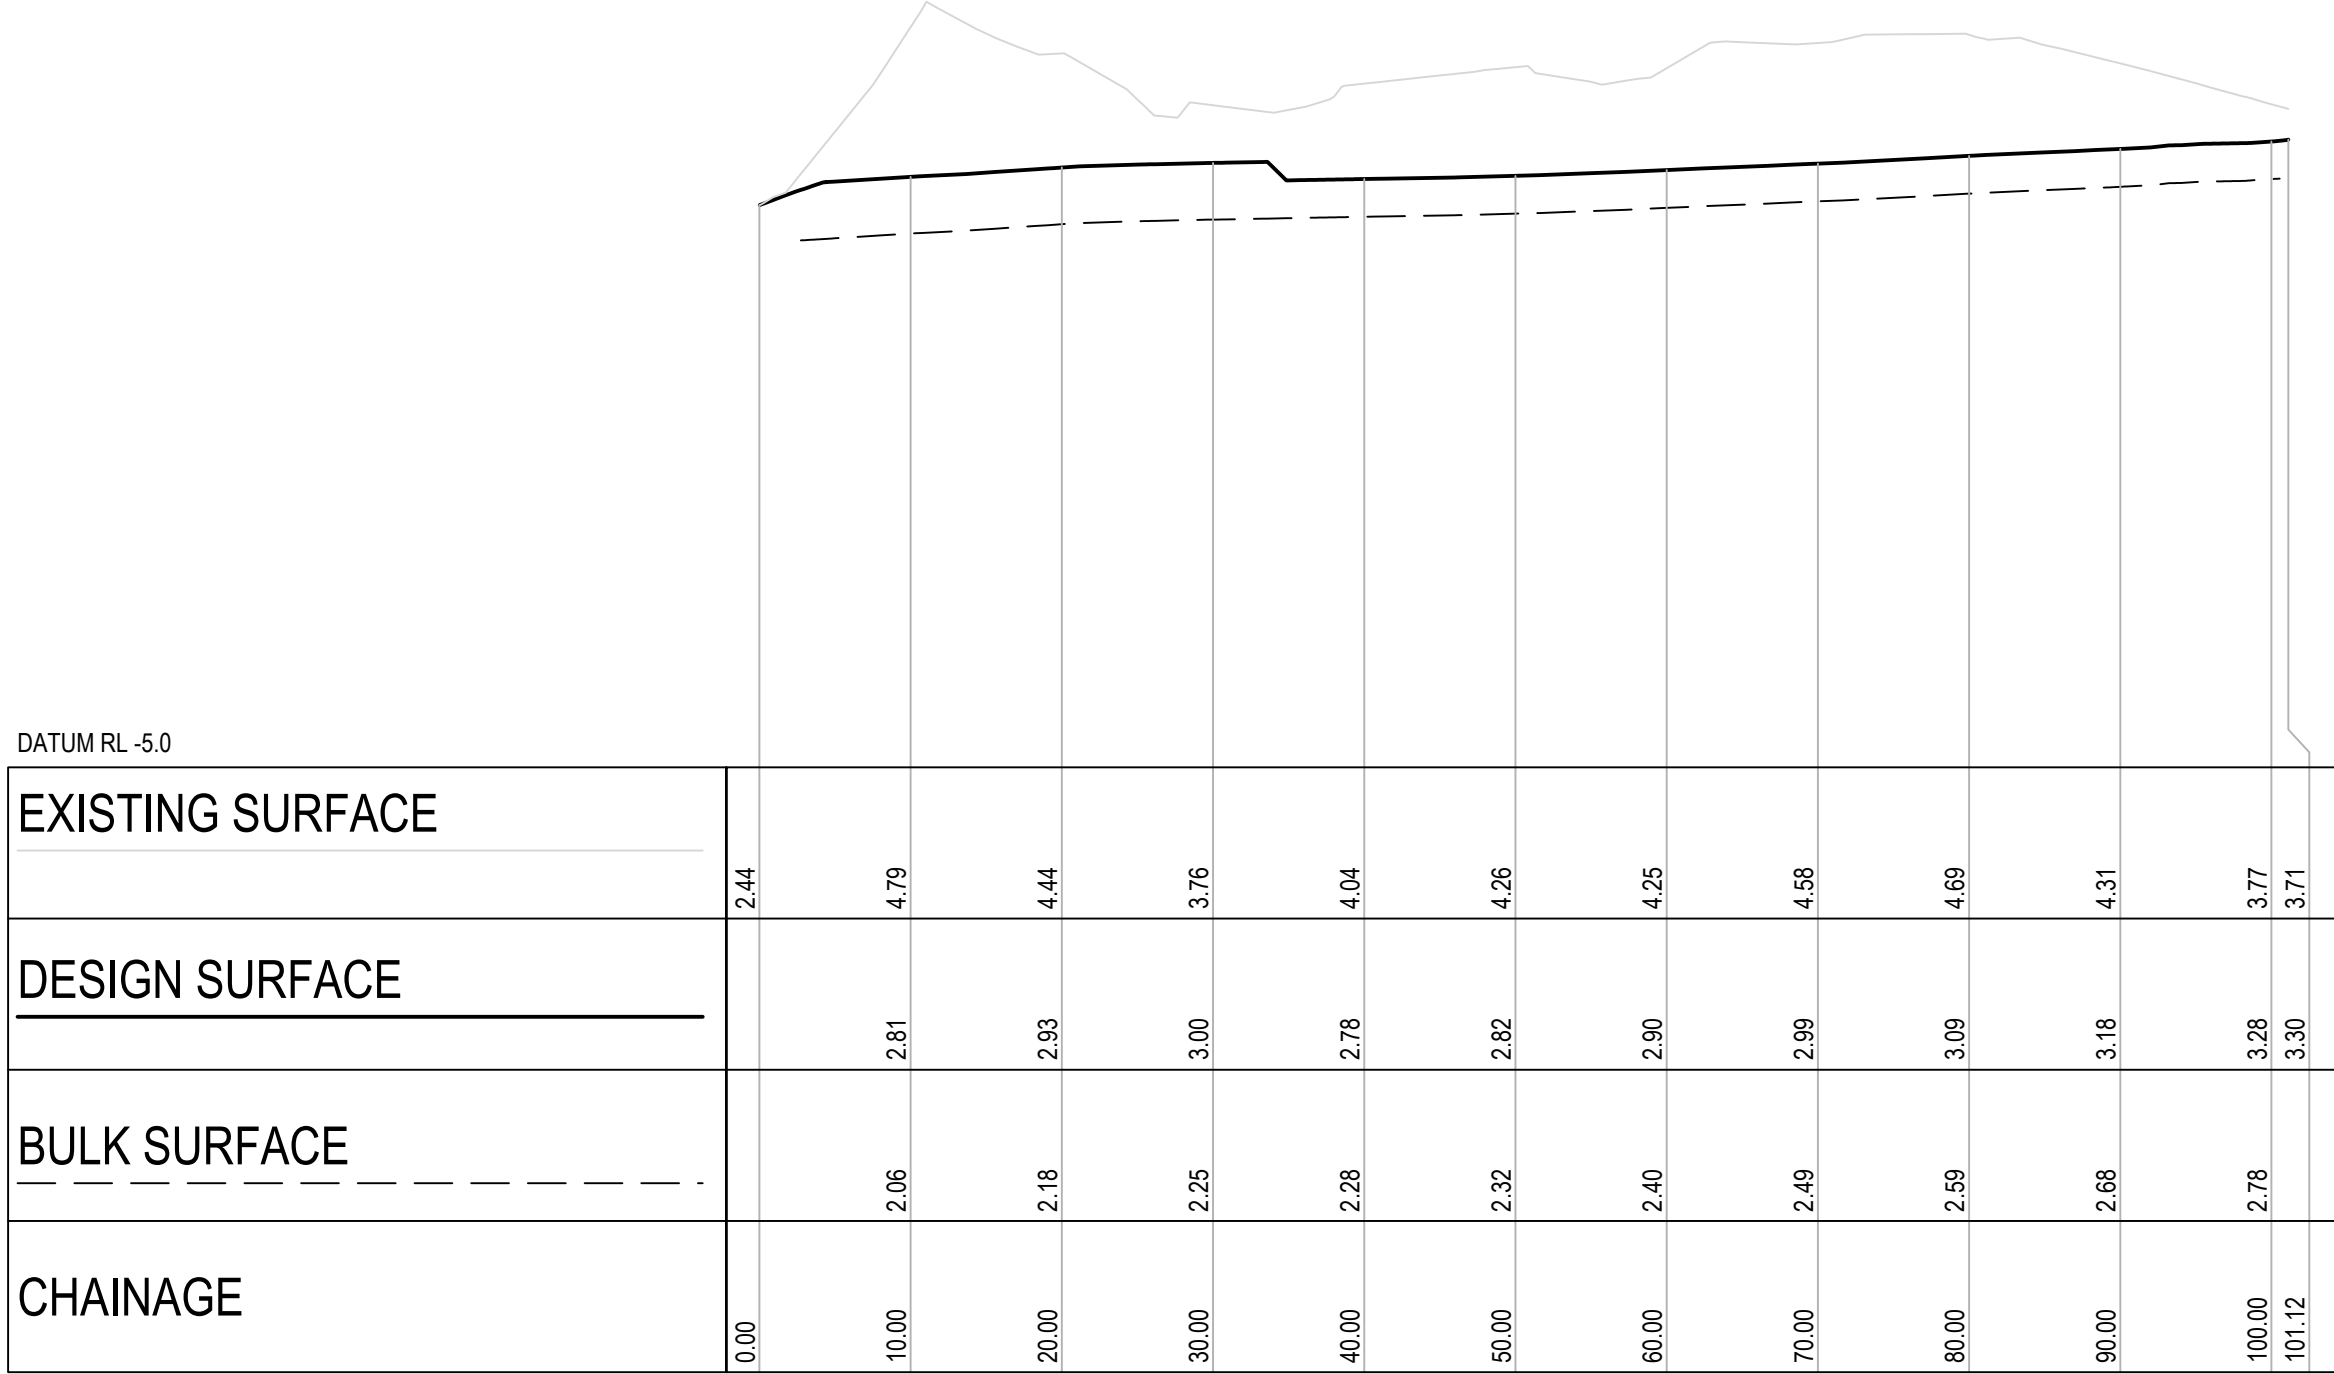 DATUM RL -5.0
EXISTING SURFACE
2.44 4.79 4.44 3.76 4.04 4.26 4.25 4.58 4.69 4.31 3.77 3.71
DESIGN SURFACE
2.81 2.93 3.00 2.78 2.82 2.90 2.99 3.09 3.18 3.28 3.30
BULK SURFACE
2.06 2.18 2.25 2.28 2.32 2.40 2.49 2.59 2.68 2.78
CHAINAGE
0.00 10.00 20.00 30.00 40.00 50.00 60.00 70.00 80.00 90.00 100.00 101.12